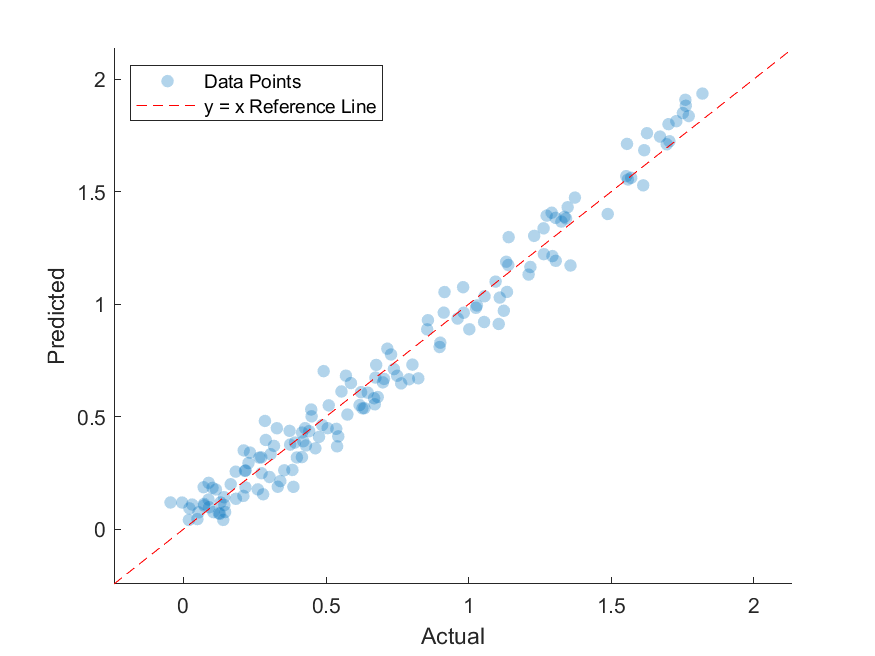 Data Points
y = x Reference Line
2
1.5
1
0.5
0
Predicted
0 0.5 1 1.5 2
Actual